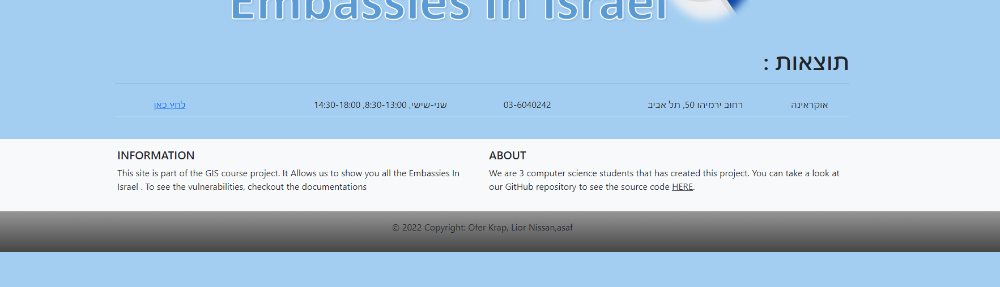 Embassies in Israel
תוצאות :
אוקראינה רחוב ירמיהו 50, תל אביב 03-6040242 שני-שישי, 8:30-13:00, 14:30-18:00 לחץ כאן
INFORMATION
This site is part of the GIS course project. It Allows us to show you all the Embassies In
Israel . To see the vulnerabilities, checkout the documentations
ABOUT
We are 3 computer science students that has created this project. You can take a look at
our GitHub repository to see the source code HERE.
© 2022 Copyright: Ofer Krap, Lior Nissan,asaf